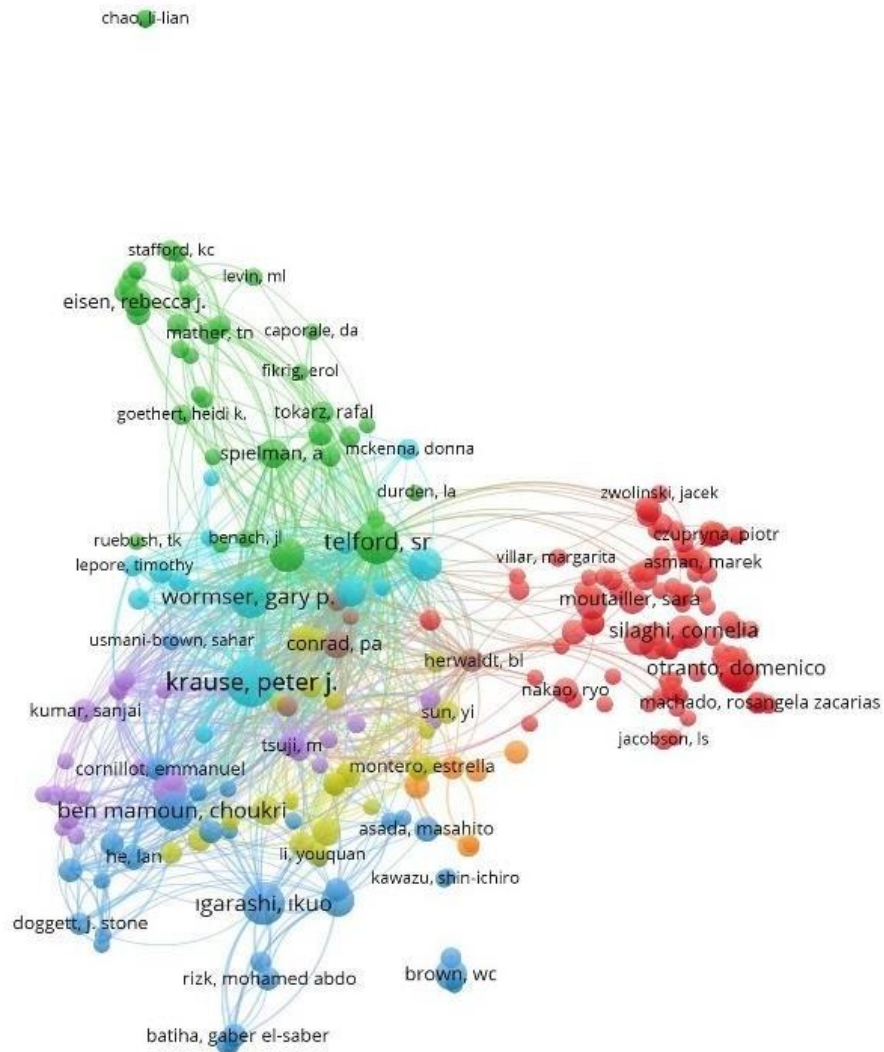 chao, li-lian
stafford, kc
levin, ml
eisen, rebecca j.
mather, tn
caporale, da
fikrig, erol
goethert, heidi k.
tokarz, rafal
spielman, a
mckenna, donna
durden, la
zwolinski, jacek
czupryna, piotr
ruebush, tk
benach, jl
telford, sr
villar, margarita
asman, marek
lepore, timothy
wormser, gary p.
moutailler, sara
usmani-brown, sahar
conrad, pa
silaghi, cornelia
herwaldt, bl
otranto, domenico
krause, peter j.
nakao, ryo
machado, rosangela zacarias
kumar, sanjai
sun, yi
tsuji, m
jacobson, ls
cornillot, emmanuel
montero, estrella
ben mamoun, choukri
asada, masahito
he, lan
li, youquan
kawazu, shin-ichiro
igarashi, ikuo
doggett, j. stone
rizk, mohamed abdo
brown, wc
batiha, gaber el-saber